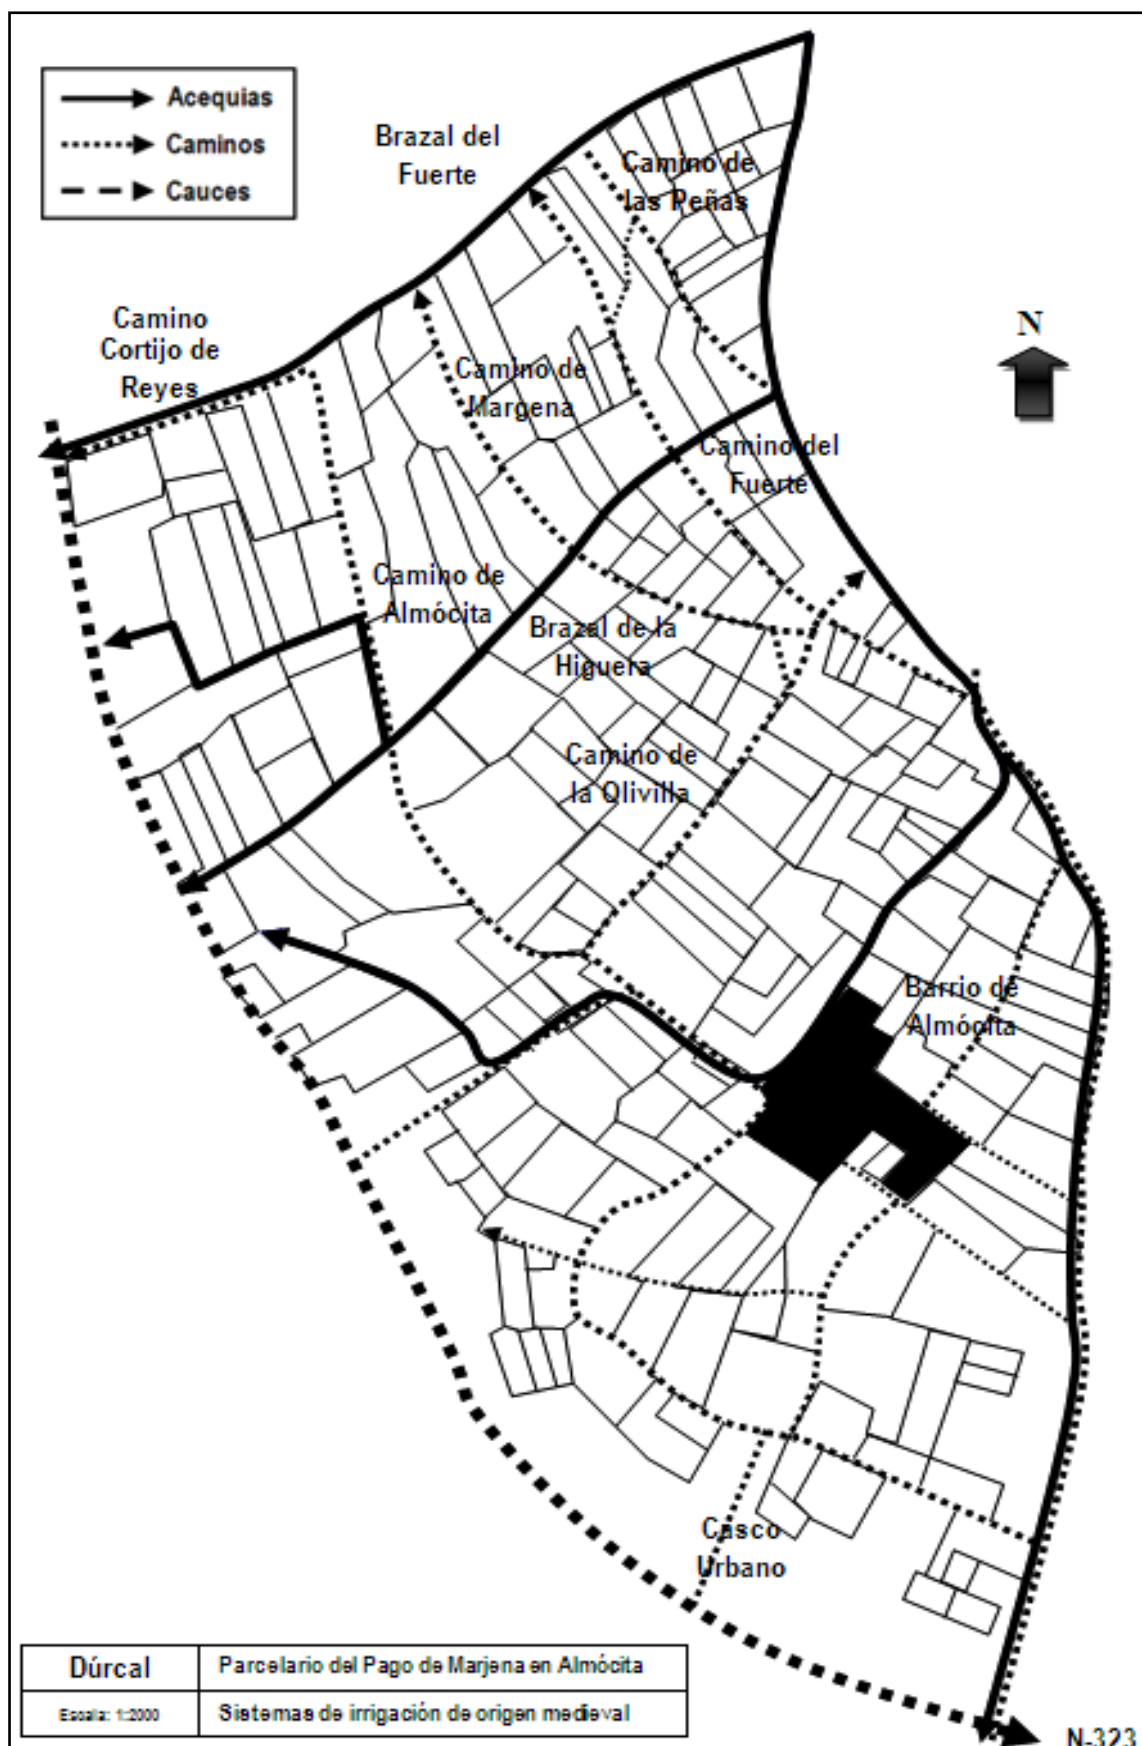 Acequias
Caminos
Cauces
Brazal del
Fuerte
Camino de
las Peñas
Camino
Cortijo de
Reyes
N
Camino de
Margena
Camino del
Fuerte
Camino de
Almócita
Brazal de la
Higuera
Camino de
la Olivilla
Barrio de
Almócita
Casco
Urbano
Dúrcal
Parcelario del Pago de Marjena en Almócita
Escala: 1:2000
Sistemas de irrigación de origen medieval
N-323